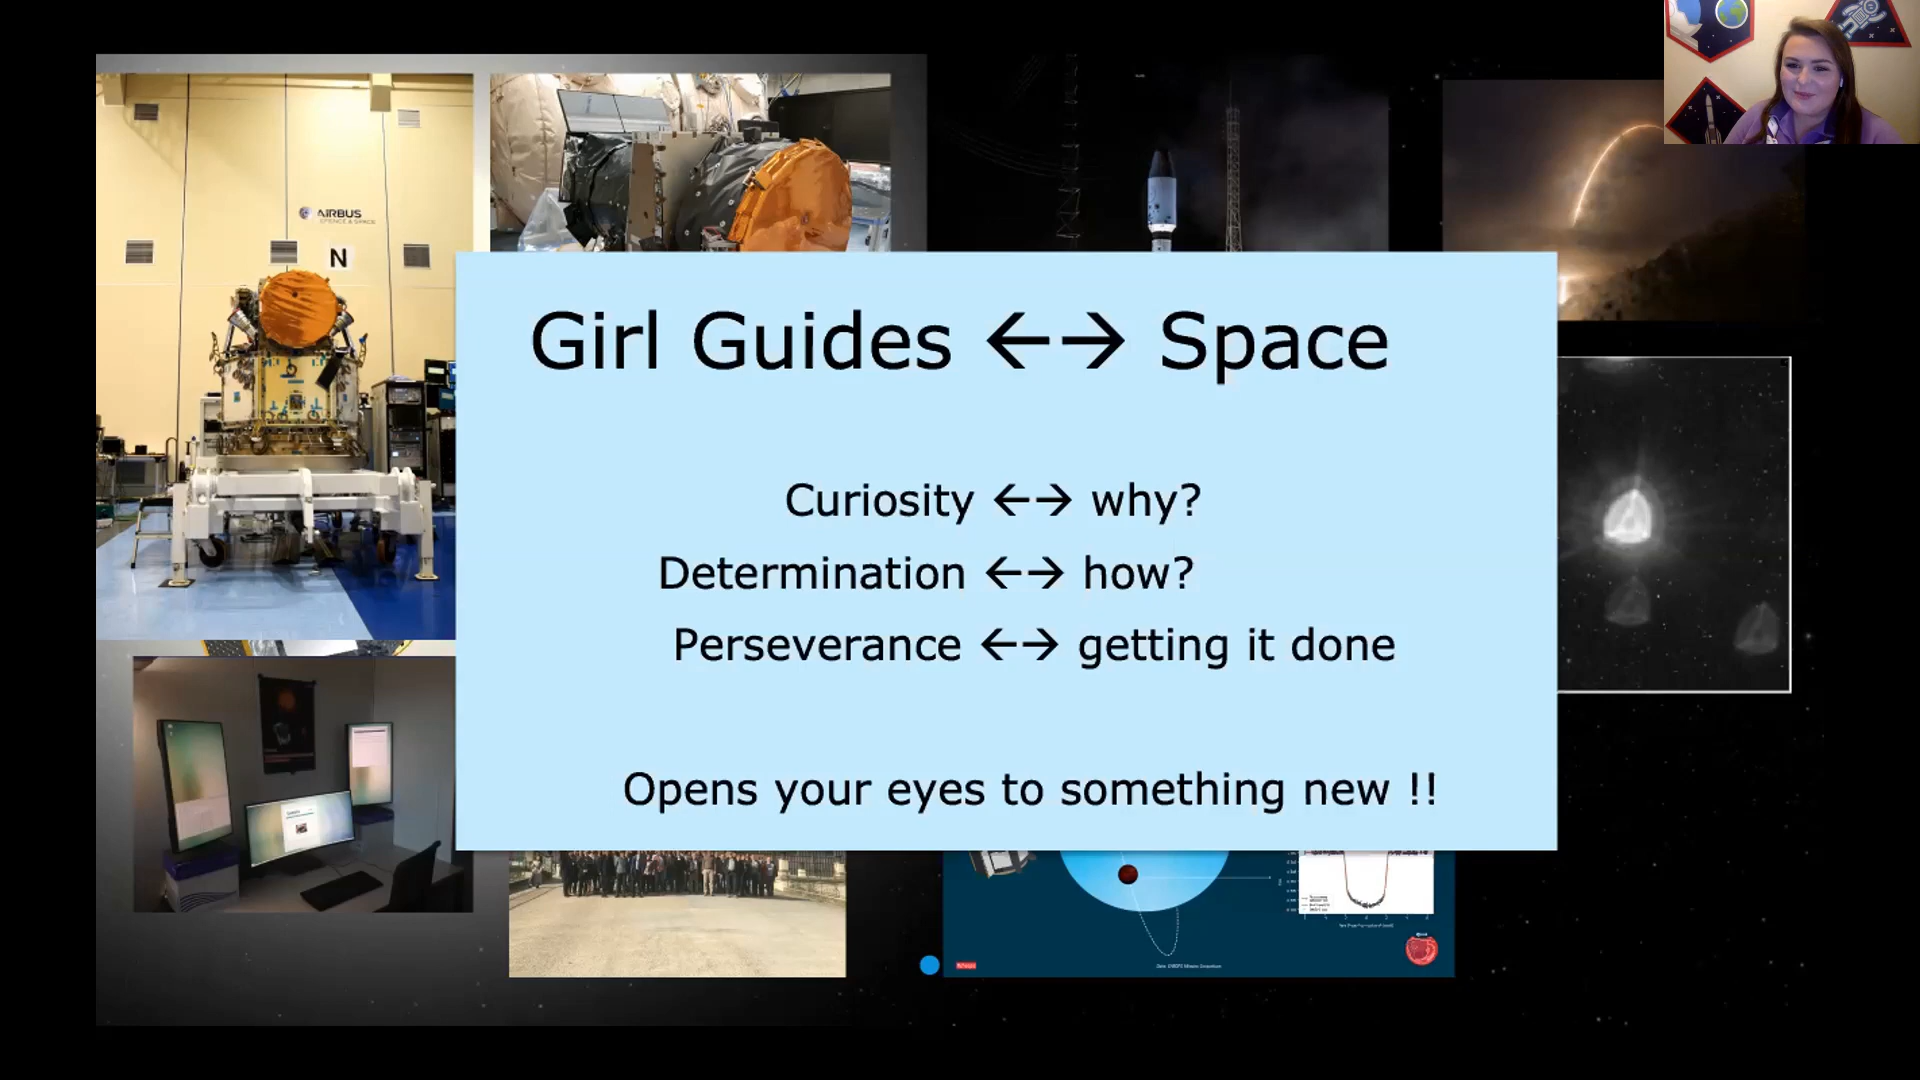 AIRBUS
DEFENCE & SPACE
N
Girl Guides ←→ Space
Curiosity ←→ why?
Determination ←→ how?
Perseverance ←→ getting it done
Opens your eyes to something new !!